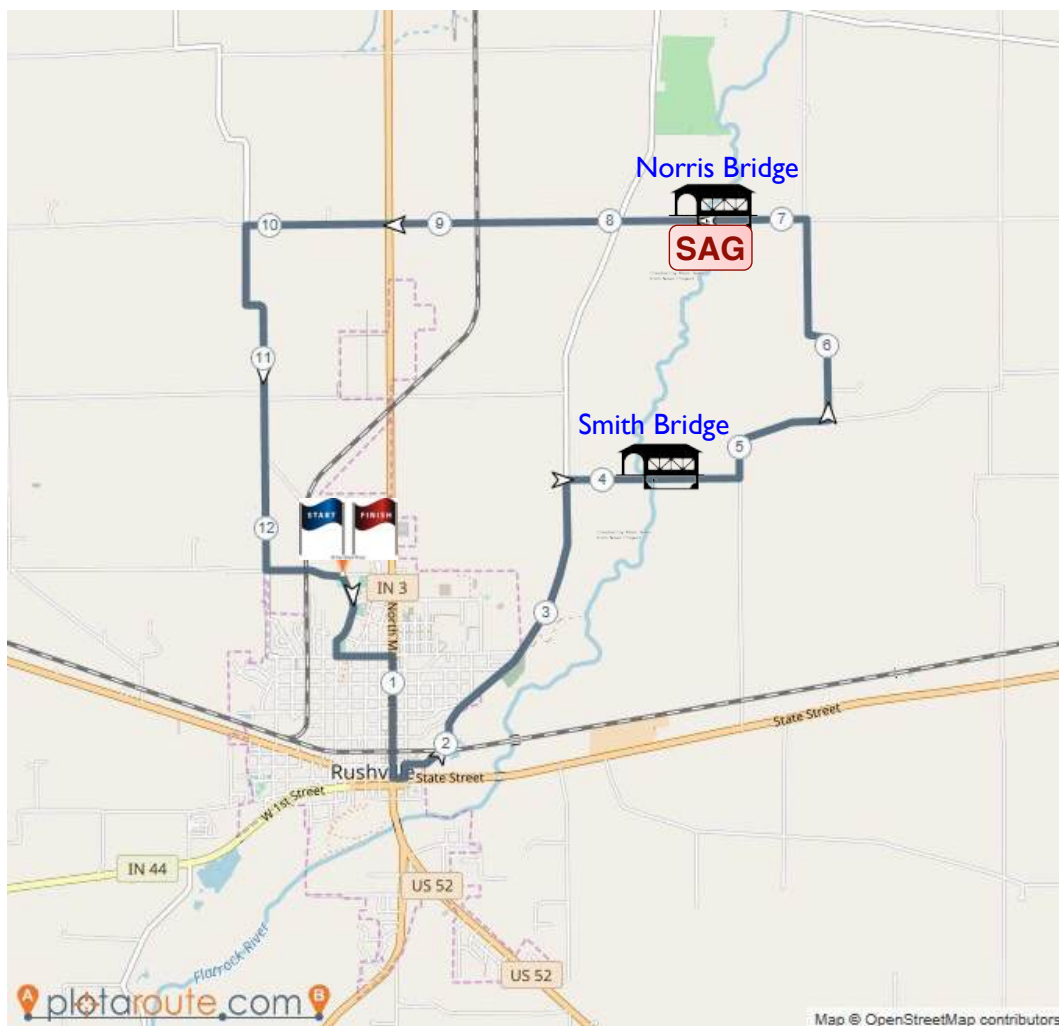 Norris Bridge
10
9
8
7
SAG
6
11
Smith Bridge
5
4
12
START
FINISH
IN 3
3
North M
1
2
State Street
Rushville
State Street
W 1st Street
IN 44
US 52
Flatrock River
US 52
A plotaroute.com B
Map © OpenStreetMap contributors